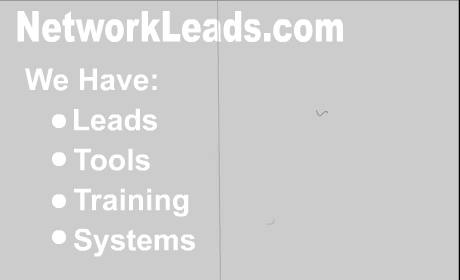 NetworkLeads.com
We Have:
● Leads
● Tools
● Training
● Systems